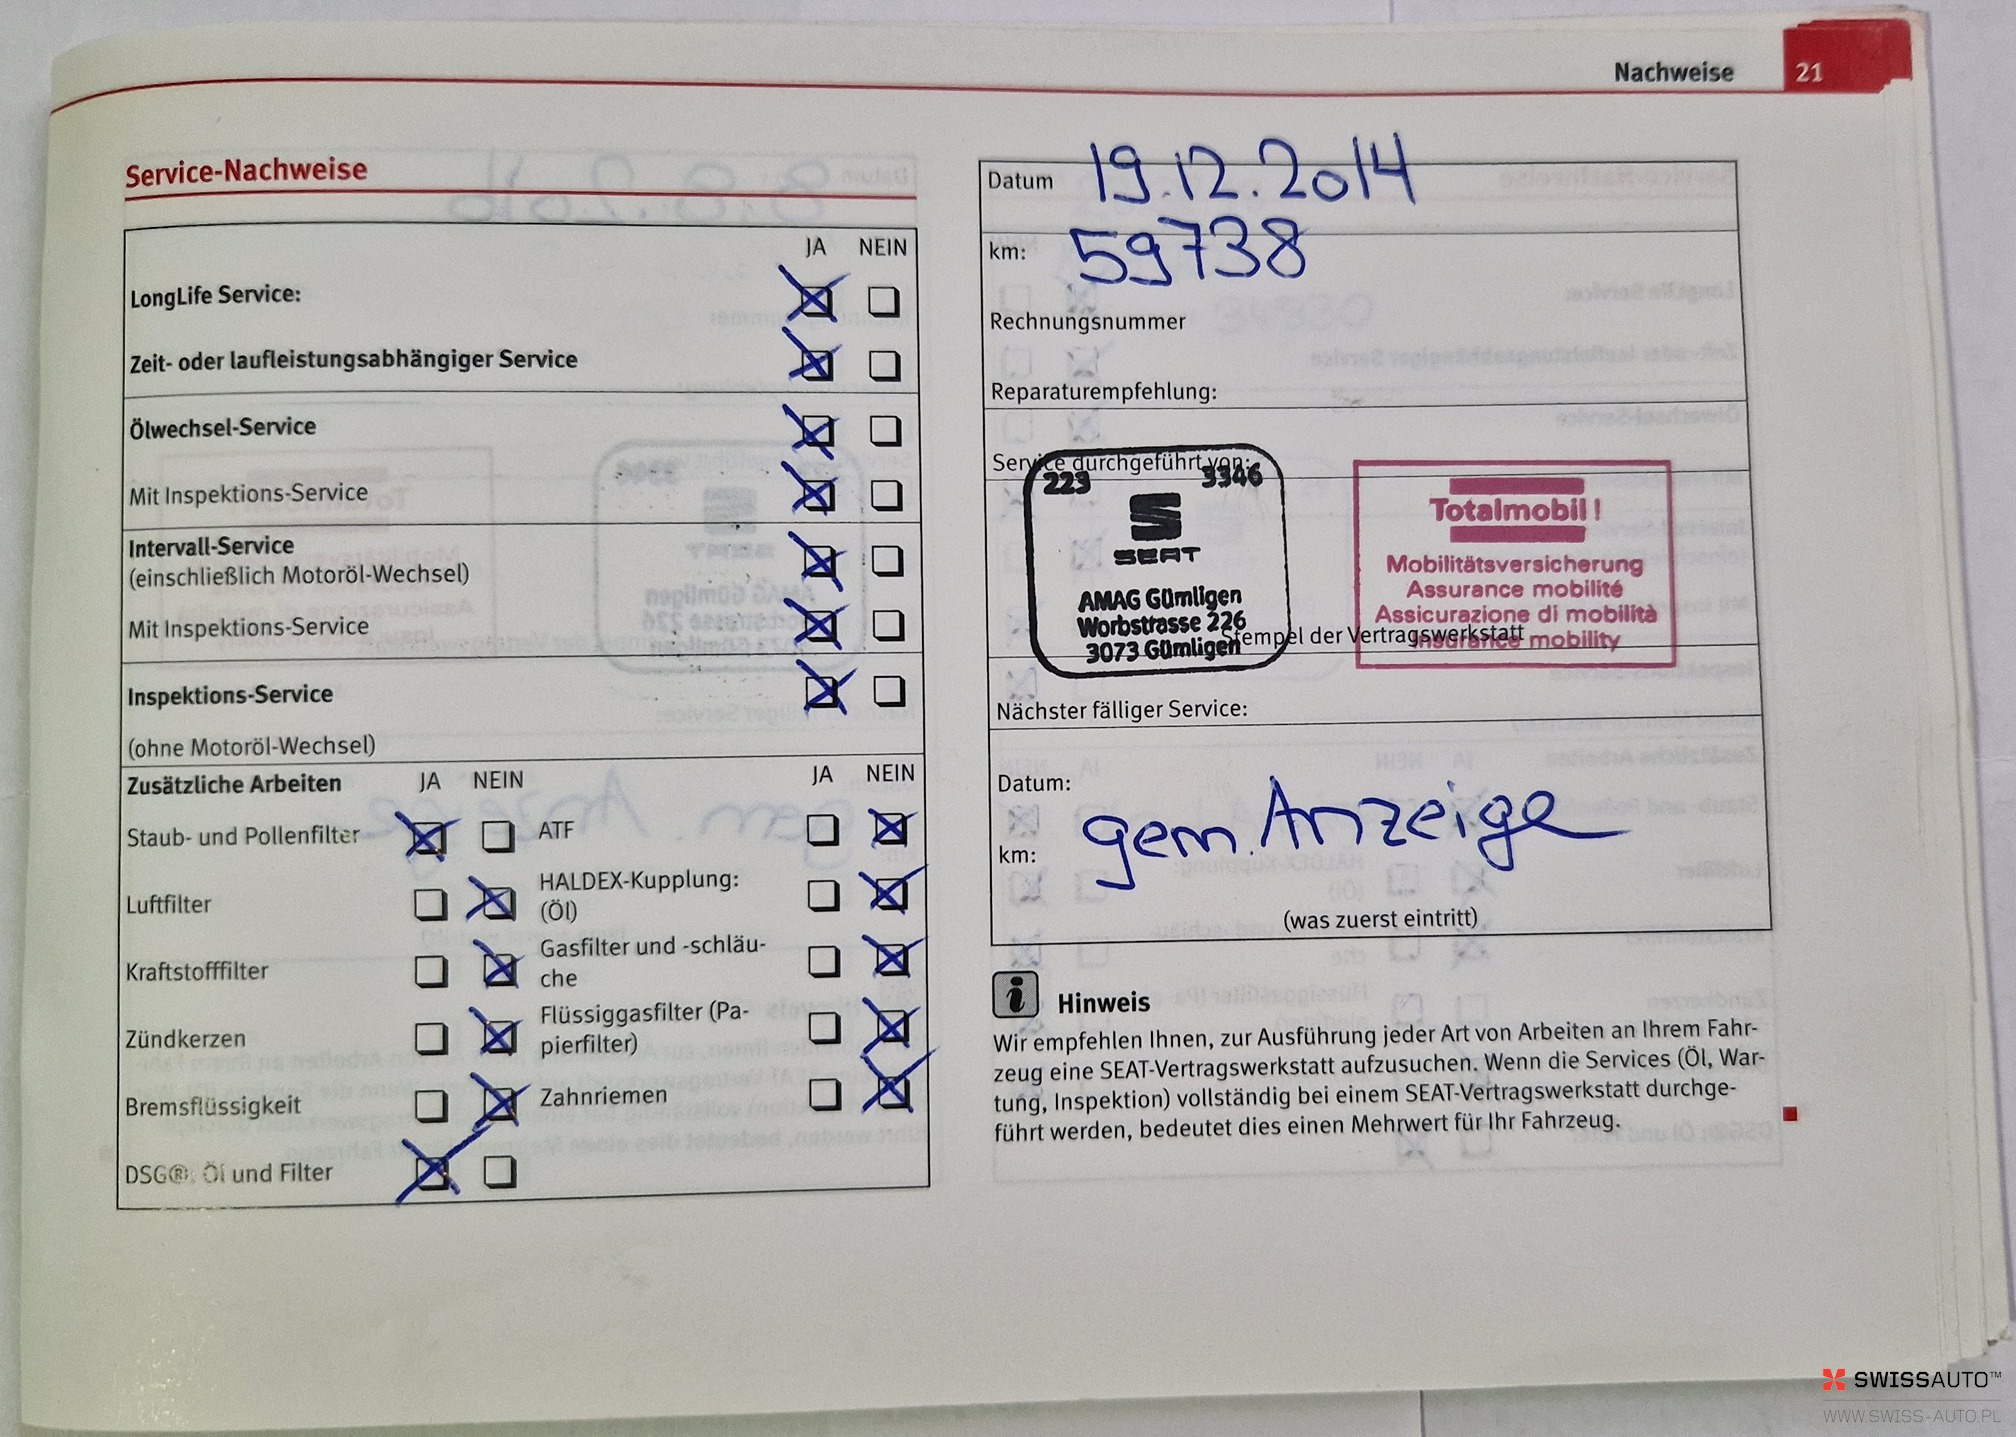 Nachweise 21
Service-Nachweise
JA NEIN
LongLife Service:
Zeit- oder laufleistungsabhängiger Service
Ölwechsel-Service
Mit Inspektions-Service
Intervall-Service
(einschließlich Motoröl-Wechsel)
Mit Inspektions-Service
Inspektions-Service
(ohne Motoröl-Wechsel)
Zusätzliche Arbeiten JA NEIN JA NEIN
Staub- und Pollenfilter ATF
Luftfilter HALDEX-Kupplung:
(Öl)
Kraftstofffilter Gasfilter und -schläu-
che
Zündkerzen Flüssiggasfilter (Pa-
pierfilter)
Bremsflüssigkeit Zahnriemen
DSG®: Öl und Filter
Datum 19.12.2014
km: 59738
Rechnungsnummer
Reparaturempfehlung:
Service durchgeführt von:
223 3346
SEAT
AMAG Gümligen
Worbstrasse 226
3073 Gümligen
Totalmobil!
Mobilitätsversicherung
Assurance mobilité
Assicurazione di mobilità
Insurance mobility
Stempel der Vertragswerkstatt
Nächster fälliger Service:
Datum:
gem. Anzeige
km:
(was zuerst eintritt)
i Hinweis
Wir empfehlen Ihnen, zur Ausführung jeder Art von Arbeiten an Ihrem Fahr-
zeug eine SEAT-Vertragswerkstatt aufzusuchen. Wenn die Services (Öl, War-
tung, Inspektion) vollständig bei einem SEAT-Vertragswerkstatt durchge-
führt werden, bedeutet dies einen Mehrwert für Ihr Fahrzeug.
SWISSAUTO™
WWW.SWISS-AUTO.PL